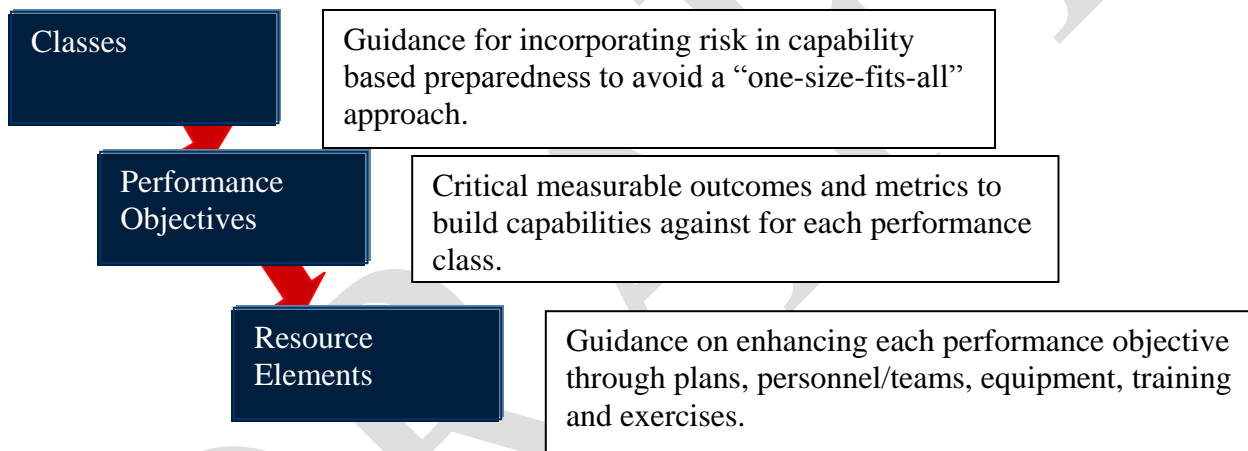 Classes
Guidance for incorporating risk in capability
based preparedness to avoid a “one-size-fits-all”
approach.
Performance
Objectives
Critical measurable outcomes and metrics to
build capabilities against for each performance
class.
Resource
Elements
Guidance on enhancing each performance objective
through plans, personnel/teams, equipment, training
and exercises.